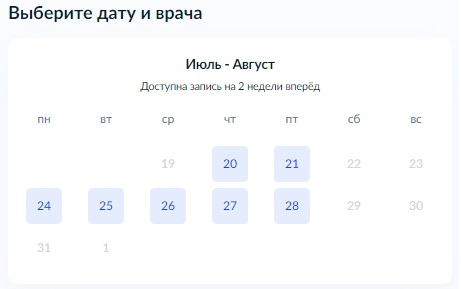 Выберите дату и врача
Июль - Август
Доступна запись на 2 недели вперёд
пн вт ср чт пт сб вс
19 20 21 22 23
24 25 26 27 28 29 30
31 1